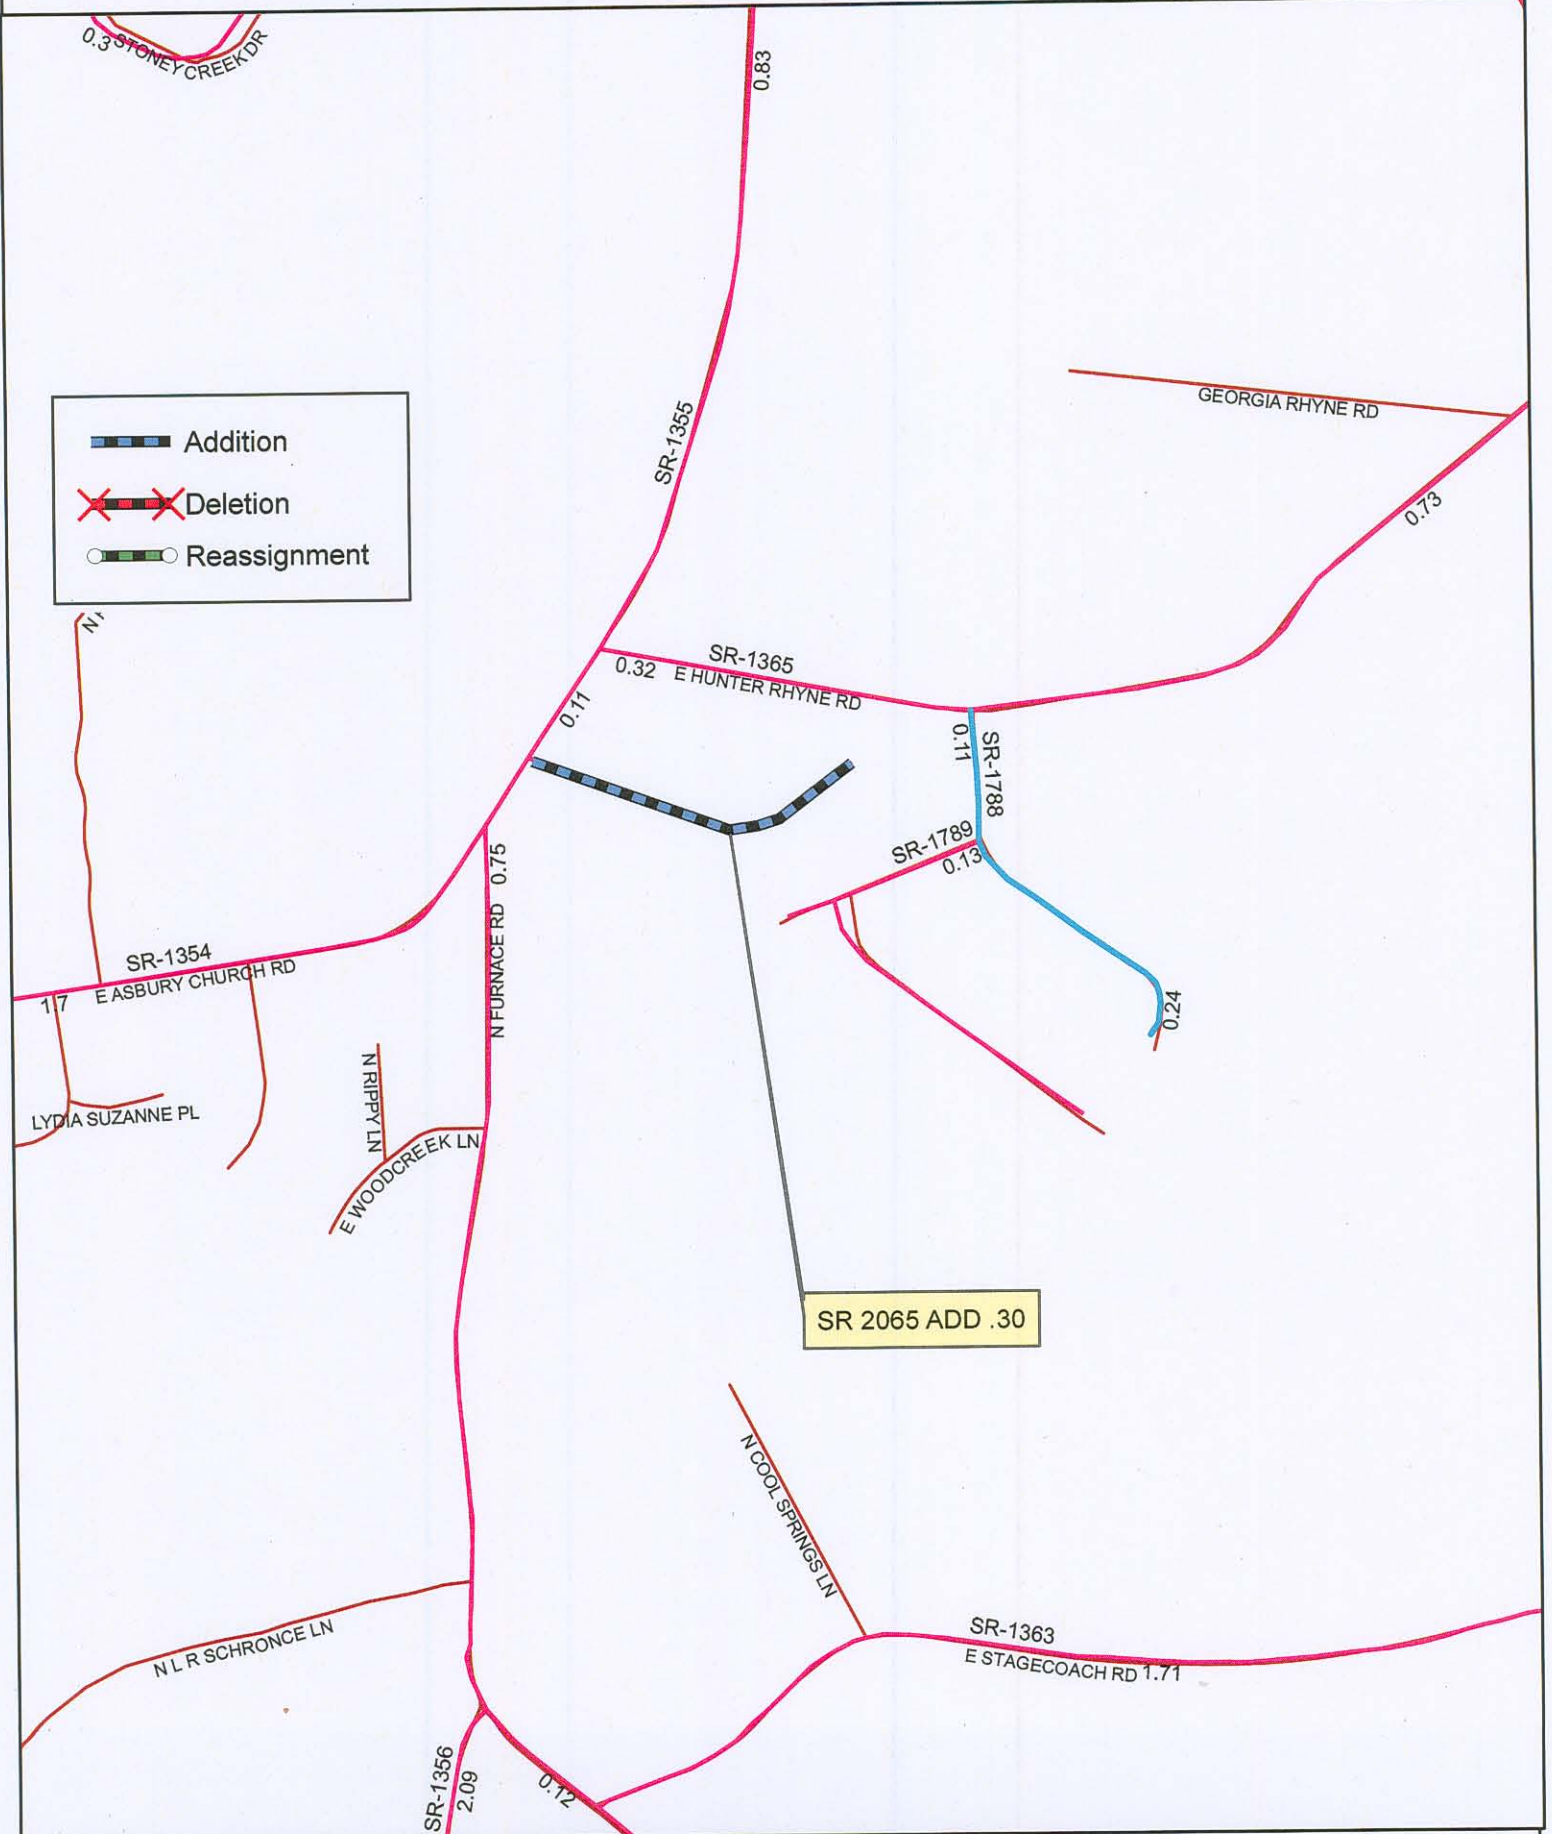 0.3
STONEY CREEK DR
0.83
SR-1355
GEORGIA RHYNE RD
0.73
Addition
Deletion
Reassignment
SR-1365
0.32
E HUNTER RHYNE RD
0.11
0.11
SR-1788
SR-1789
0.13
0.75
N FURNACE RD
SR-1354
E ASBURY CHURCH RD
1.7
0.24
N RIPPY LN
LYDIA SUZANNE PL
E WOODCREEK LN
SR 2065 ADD .30
N COOL SPRINGS LN
N L R SCHRONCE LN
SR-1363
E STAGECOACH RD 1.71
SR-1356
2.09
0.12